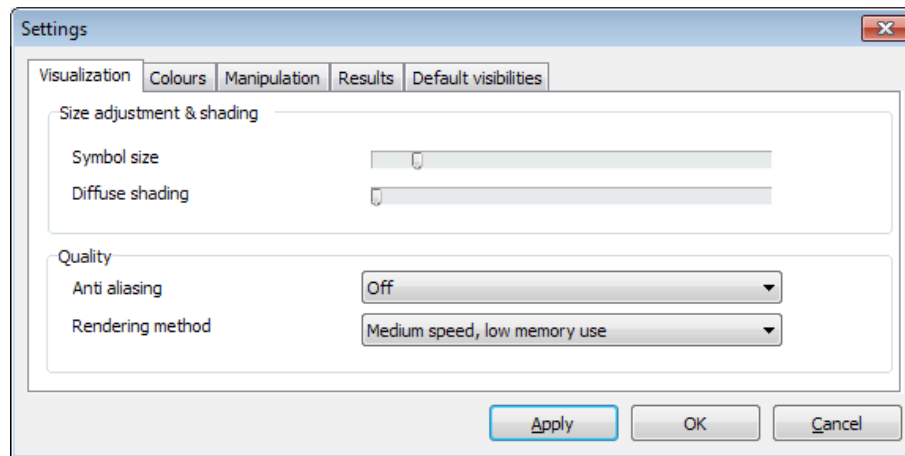 Settings
Visualization Colours Manipulation Results Default visibilities
Size adjustment & shading
Symbol size
Diffuse shading
Quality
Anti aliasing Off
Rendering method Medium speed, low memory use
Apply OK Cancel